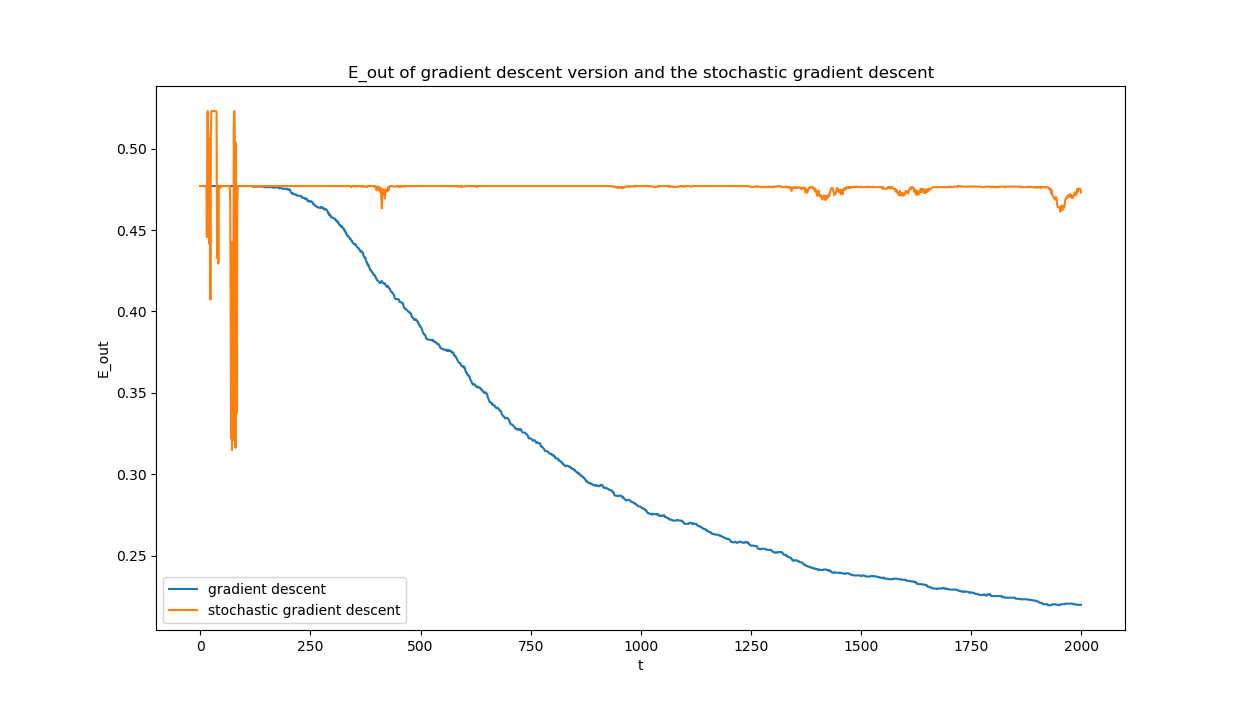 E_out of gradient descent version and the stochastic gradient descent
0.50
0.45
0.40
0.35
0.30
0.25
E_out
gradient descent
stochastic gradient descent
0 250 500 750 1000 1250 1500 1750 2000
t